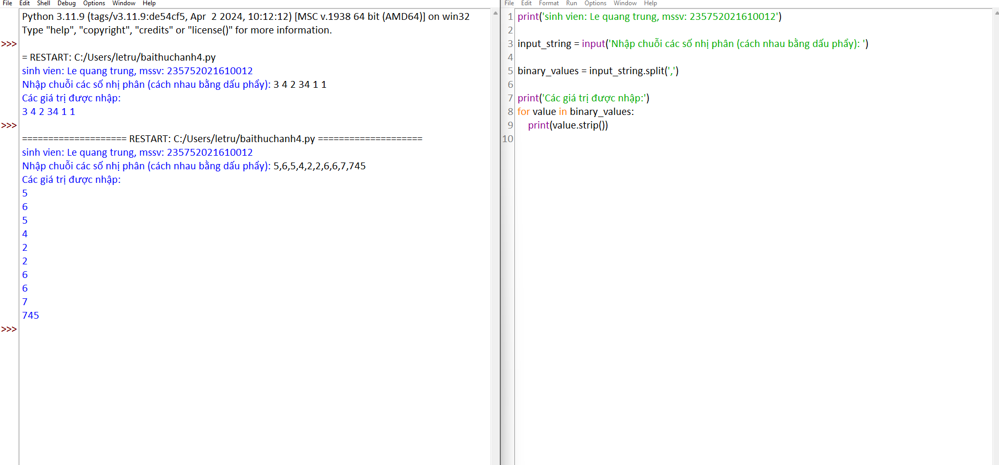 File Edit Shell Debug Options Window Help
Python 3.11.9 (tags/v3.11.9:de54cf5, Apr  2 2024, 10:12:12) [MSC v.1938 64 bit (AMD64)] on win32
Type "help", "copyright", "credits" or "license()" for more information.
>>>
= RESTART: C:/Users/letru/baithuchanh4.py
sinh vien: Le quang trung, mssv: 235752021610012
Nhập chuỗi các số nhị phân (cách nhau bằng dấu phẩy): 3 4 2 34 1 1
Các giá trị được nhập:
3 4 2 34 1 1
>>>
==================== RESTART: C:/Users/letru/baithuchanh4.py ====================
sinh vien: Le quang trung, mssv: 235752021610012
Nhập chuỗi các số nhị phân (cách nhau bằng dấu phẩy): 5,6,5,4,2,2,6,6,7,745
Các giá trị được nhập:
5
6
5
4
2
2
6
6
7
745
>>>
File Edit Format Run Options Window Help
1 print('sinh vien: Le quang trung, mssv: 235752021610012')
2
3 input_string = input('Nhập chuỗi các số nhị phân (cách nhau bằng dấu phẩy): ')
4
5 binary_values = input_string.split(',')
6
7 print('Các giá trị được nhập:')
8 for value in binary_values:
9     print(value.strip())
10